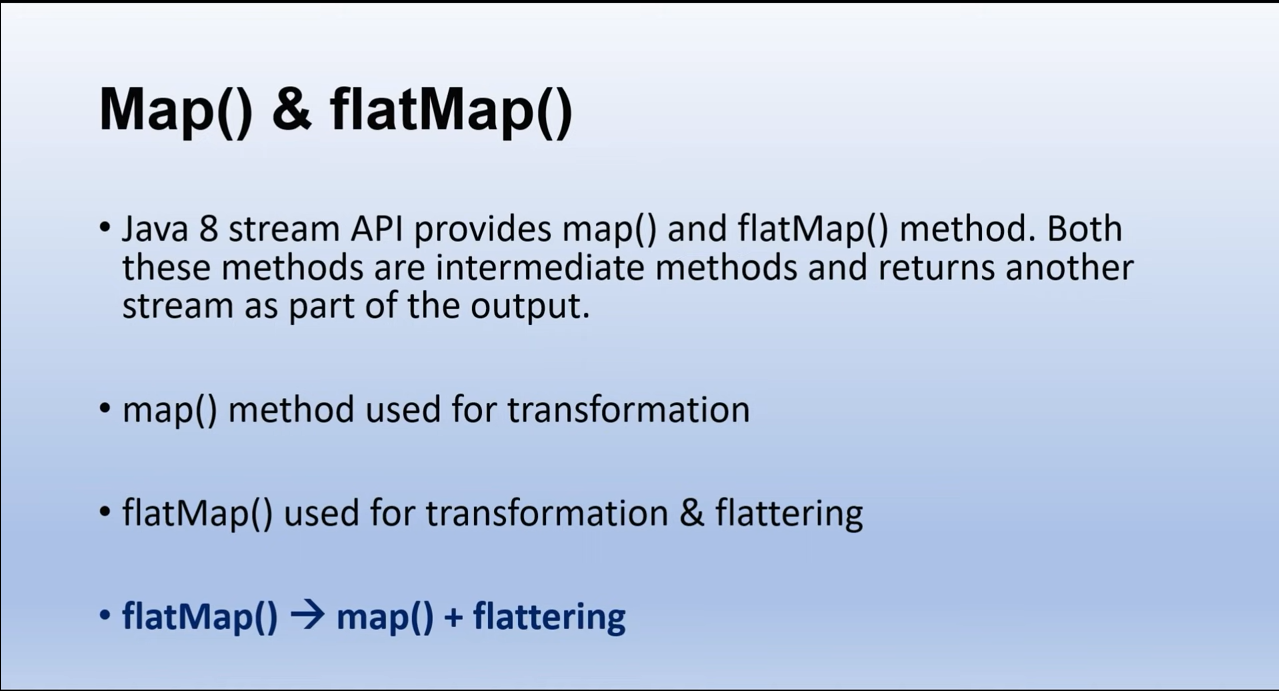 Map() & flatMap()
• Java 8 stream API provides map() and flatMap() method. Both
these methods are intermediate methods and returns another
stream as part of the output.
• map() method used for transformation
• flatMap() used for transformation & flattering
• flatMap() → map() + flattering